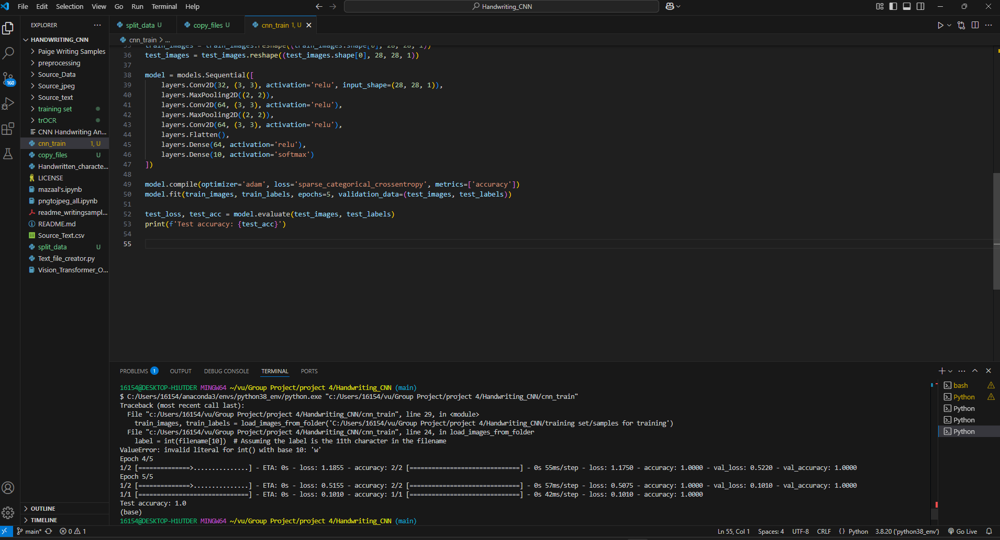 File Edit Selection View Go Run Terminal Help
Handwriting_CNN
EXPLORER
HANDWRITING_CNN
Paige Writing Samples
preprocessing
Source_Data
Source_jpeg
Source_text
training set
trOCR
CNN Handwriting An...
cnn_train 1, U
copy_files U
Handwritten_characte...
LICENSE
mazaal's.ipynb
pngtojpeg_all.ipynb
readme_writingsampl...
README.md
Source_Text.csv
split_data U
Text_file_creator.py
Vision_Transformer_O...
OUTLINE
TIMELINE
160
split_data U copy_files U cnn_train 1, U
cnn_train > ...
35 train_images = train_images.reshape((train_images.shape[0], 28, 28, 1))
36 test_images = test_images.reshape((test_images.shape[0], 28, 28, 1))
37
38 model = models.Sequential([
39 layers.Conv2D(32, (3, 3), activation='relu', input_shape=(28, 28, 1)),
40 layers.MaxPooling2D((2, 2)),
41 layers.Conv2D(64, (3, 3), activation='relu'),
42 layers.MaxPooling2D((2, 2)),
43 layers.Conv2D(64, (3, 3), activation='relu'),
44 layers.Flatten(),
45 layers.Dense(64, activation='relu'),
46 layers.Dense(10, activation='softmax')
47 ])
48
49 model.compile(optimizer='adam', loss='sparse_categorical_crossentropy', metrics=['accuracy'])
50 model.fit(train_images, train_labels, epochs=5, validation_data=(test_images, test_labels))
51
52 test_loss, test_acc = model.evaluate(test_images, test_labels)
53 print(f'Test accuracy: {test_acc}')
54
55
PROBLEMS 1 OUTPUT DEBUG CONSOLE TERMINAL PORTS
16154@DESKTOP-H1UTDER MINGW64 ~/vu/Group Project/project 4/Handwriting_CNN (main)
$ C:/Users/16154/anaconda3/envs/python38_env/python.exe "c:/Users/16154/vu/Group Project/project 4/Handwriting_CNN/cnn_train"
Traceback (most recent call last):
File "c:/Users/16154/vu/Group Project/project 4/Handwriting_CNN/cnn_train", line 29, in <module>
train_images, train_labels = load_images_from_folder('C:/Users/16154/vu/Group Project/project 4/Handwriting_CNN/training set/samples for training')
File "c:/Users/16154/vu/Group Project/project 4/Handwriting_CNN/cnn_train", line 24, in load_images_from_folder
label = int(filename[10]) # Assuming the label is the 11th character in the filename
ValueError: invalid literal for int() with base 10: 'w'
Epoch 4/5
1/2 [==============>...............] - ETA: 0s - loss: 1.1855 - accuracy: 2/2 [==============================] - 0s 55ms/step - loss: 1.1750 - accuracy: 1.0000 - val_loss: 0.5220 - val_accuracy: 1.0000
Epoch 5/5
1/2 [==============>...............] - ETA: 0s - loss: 0.5155 - accuracy: 2/2 [==============================] - 0s 57ms/step - loss: 0.5075 - accuracy: 1.0000 - val_loss: 0.1010 - val_accuracy: 1.0000
1/1 [==============================] - ETA: 0s - loss: 0.1010 - accuracy: 1/1 [==============================] - 0s 42ms/step - loss: 0.1010 - accuracy: 1.0000
Test accuracy: 1.0
(base)
16154@DESKTOP-H1UTDER MINGW64 ~/vu/Group Project/project 4/Handwriting_CNN (main)
bash
Python
Python
Python
Python
main* 0 1 Ln 55, Col 1 Spaces: 4 UTF-8 CRLF { } Python 3.8.20 ('python38_env') Go Live